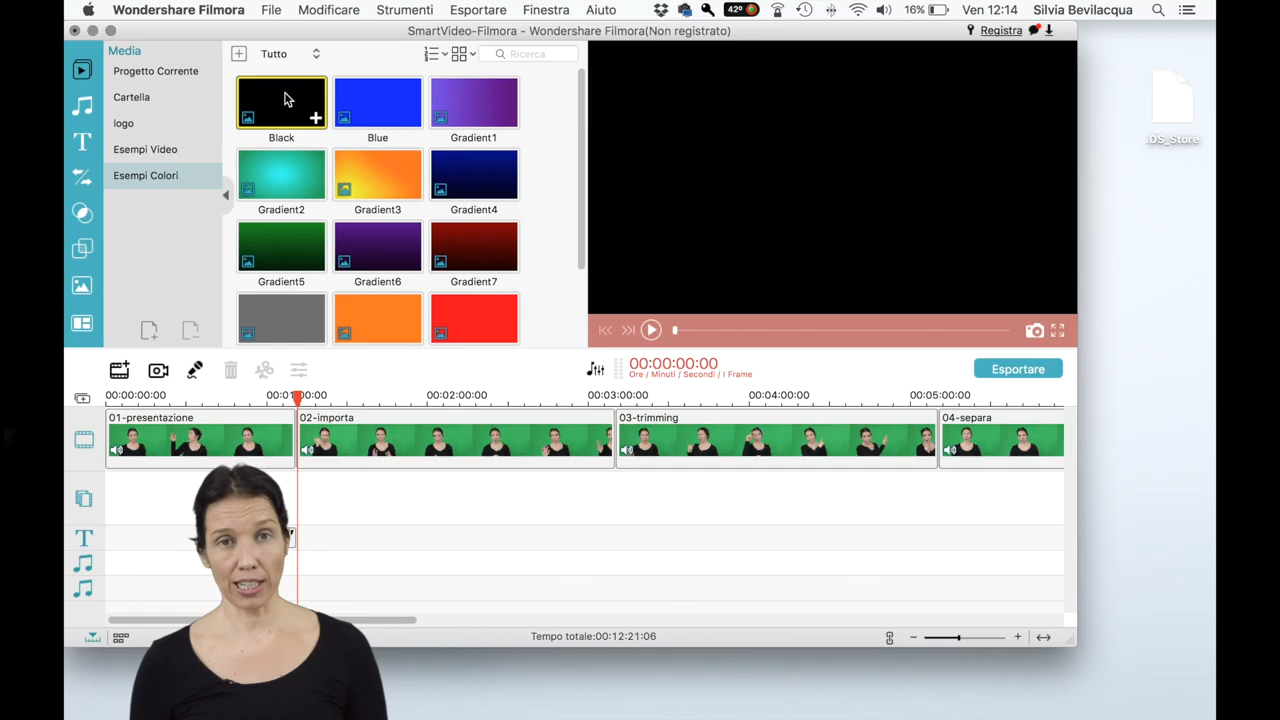 Wondershare Filmora File Modificare Strumenti Esportare Finestra Aiuto 42° 16% Ven 12:14 Silvia Bevilacqua
SmartVideo-Filmora - Wondershare Filmora(Non registrato) Registra
Media
Tutto Ricerca
Progetto Corrente
Cartella
logo
Esempi Video
Esempi Colori
Black Blue Gradient1
Gradient2 Gradient3 Gradient4
Gradient5 Gradient6 Gradient7
.DS_Store
00:00:00:00
Ore / Minuti / Secondi / I Frame
Esportare
00:00:00:00 00:01:00:00 00:02:00:00 00:03:00:00 00:04:00:00 00:05:00:00
01-presentazione 02-importa 03-trimming 04-separa
T
Tempo totale:00:12:21:06